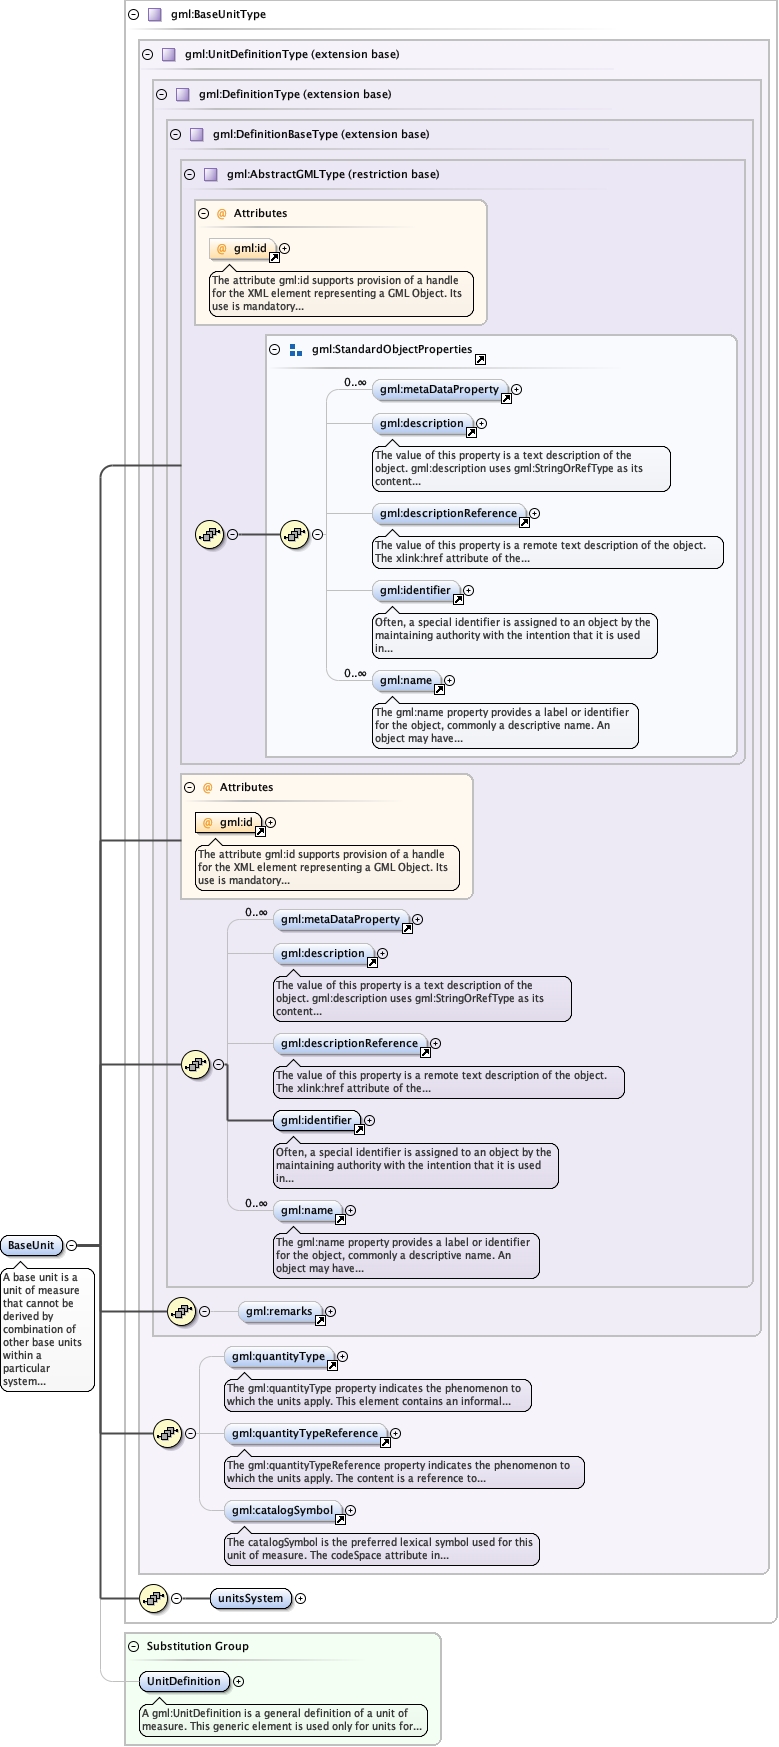 gml:BaseUnitType
gml:UnitDefinitionType (extension base)
gml:DefinitionType (extension base)
gml:DefinitionBaseType (extension base)
gml:AbstractGMLType (restriction base)
@ Attributes
@ gml:id
The attribute gml:id supports provision of a handle
for the XML element representing a GML Object. Its
use is mandatory...
gml:StandardObjectProperties
0..∞
gml:metaDataProperty
gml:description
The value of this property is a text description of the
object. gml:description uses gml:StringOrRefType as its
content...
gml:descriptionReference
The value of this property is a remote text description of the object.
The xlink:href attribute of the...
gml:identifier
Often, a special identifier is assigned to an object by the
maintaining authority with the intention that it is used
in...
0..∞
gml:name
The gml:name property provides a label or identifier
for the object, commonly a descriptive name. An
object may have...
@ Attributes
@ gml:id
The attribute gml:id supports provision of a handle
for the XML element representing a GML Object. Its
use is mandatory...
0..∞
gml:metaDataProperty
gml:description
The value of this property is a text description of the
object. gml:description uses gml:StringOrRefType as its
content...
gml:descriptionReference
The value of this property is a remote text description of the object.
The xlink:href attribute of the...
gml:identifier
Often, a special identifier is assigned to an object by the
maintaining authority with the intention that it is used
in...
0..∞
gml:name
The gml:name property provides a label or identifier
for the object, commonly a descriptive name. An
object may have...
BaseUnit
A base unit is a
unit of measure
that cannot be
derived by
combination of
other base units
within a
particular
system...
gml:remarks
gml:quantityType
The gml:quantityType property indicates the phenomenon to
which the units apply. This element contains an informal...
gml:quantityTypeReference
The gml:quantityTypeReference property indicates the phenomenon to
which the units apply. The content is a reference to...
gml:catalogSymbol
The catalogSymbol is the preferred lexical symbol used for this
unit of measure. The codeSpace attribute in...
unitsSystem
Substitution Group
UnitDefinition
A gml:UnitDefinition is a general definition of a unit of
measure. This generic element is used only for units for...